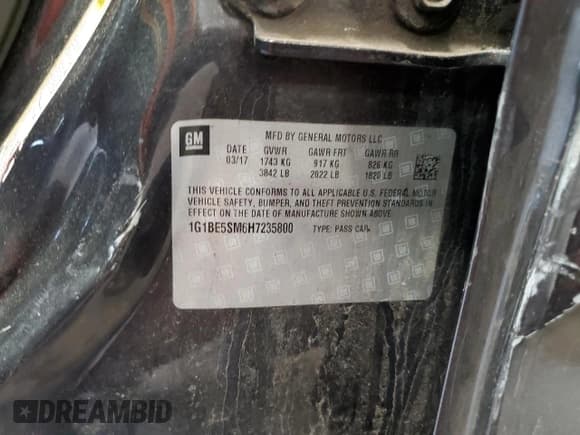 GM
MFD BY GENERAL MOTORS LLC
DATE GVWR GAWR FRT GAWR RR
03/17 1743 KG 917 KG 826 KG
3842 LB 2022 LB 1820 LB
THIS VEHICLE CONFORMS TO ALL APPLICABLE U.S. FEDERAL MOTOR
VEHICLE SAFETY, BUMPER, AND THEFT PREVENTION STANDARDS IN
EFFECT ON THE DATE OF MANUFACTURE SHOWN ABOVE.
1G1BE5SM6H7235800 TYPE: PASS CAR
DREAMBID